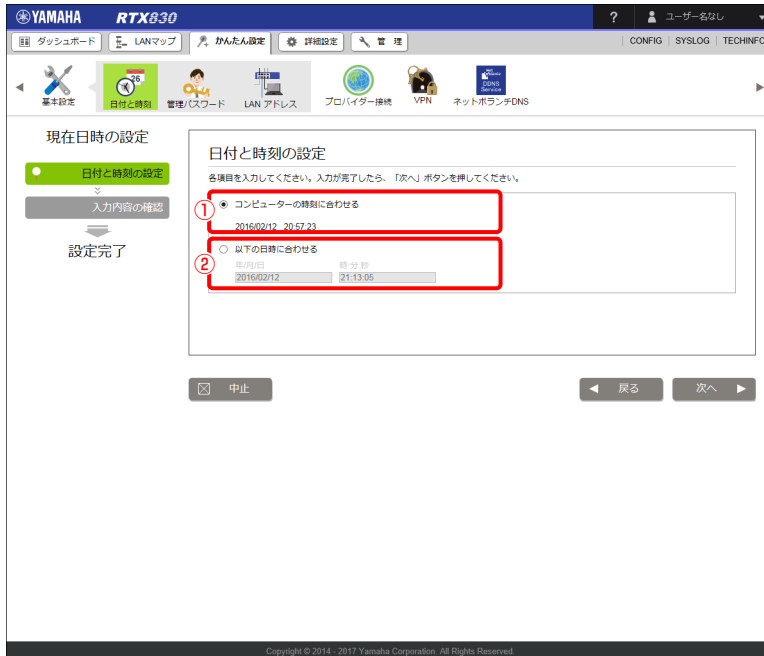 YAMAHA RTX830 ? ユーザー名なし
ダッシュボード LANマップ かんたん設定 詳細設定 管 理 CONFIG SYSLOG TECHINFO
26
DDNS Service
基本設定 日付と時刻 管理パスワード LAN アドレス プロバイダー接続 VPN ネットボランチDNS
現在日時の設定
日付と時刻の設定
入力内容の確認
設定完了
日付と時刻の設定
各項目を入力してください。入力が完了したら、「次へ」ボタンを押してください。
① コンピューターの時刻に合わせる
2016/02/12 20:57:23
② 以下の日時に合わせる
年/月/日 時:分:秒
2016/02/12 21:13:05
中止 戻る 次へ
Copyright © 2014 - 2017 Yamaha Corporation. All Rights Reserved.